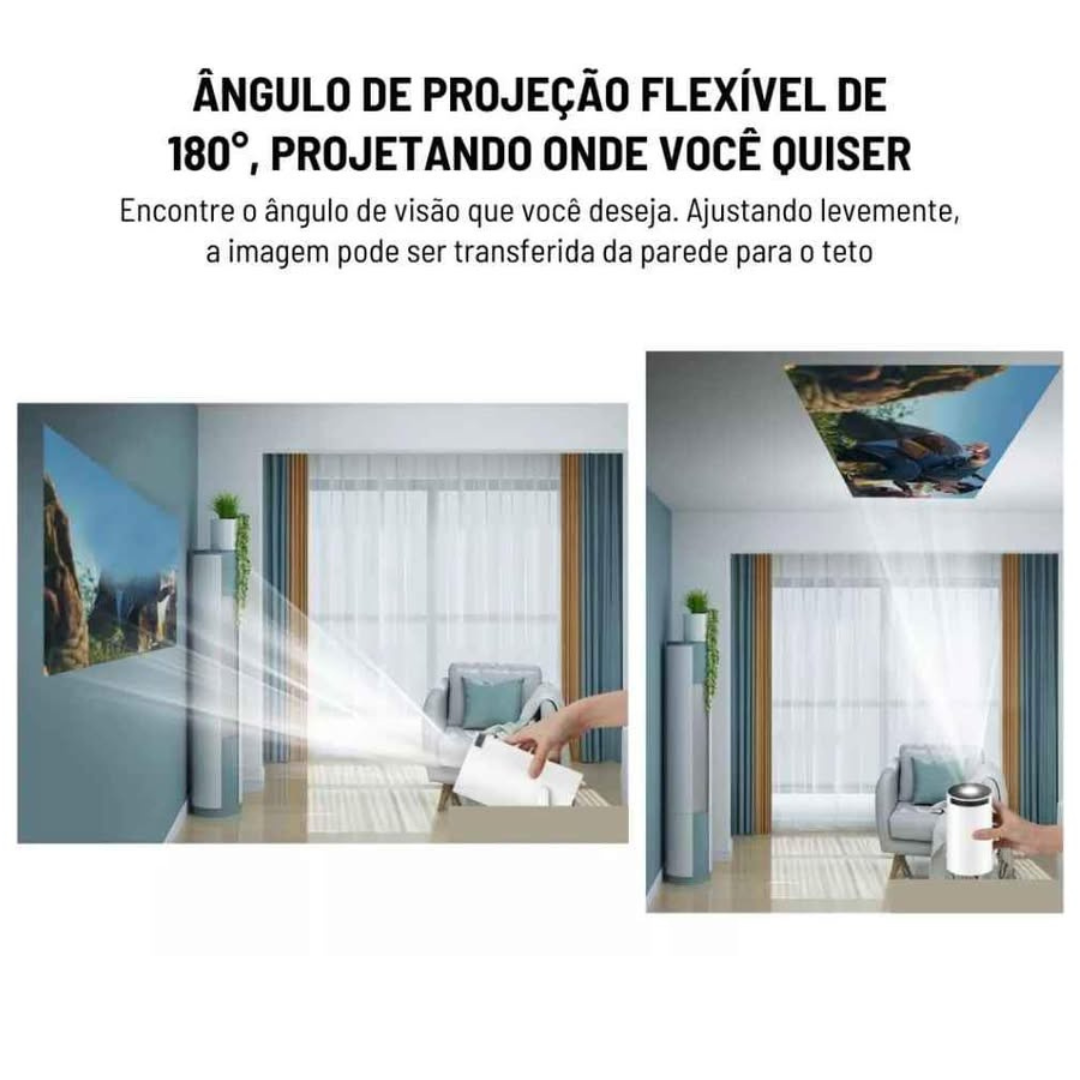 ÂNGULO DE PROJEÇÃO FLEXÍVEL DE
180°, PROJETANDO ONDE VOCÊ QUISER
Encontre o ângulo de visão que você deseja. Ajustando levemente,
a imagem pode ser transferida da parede para o teto